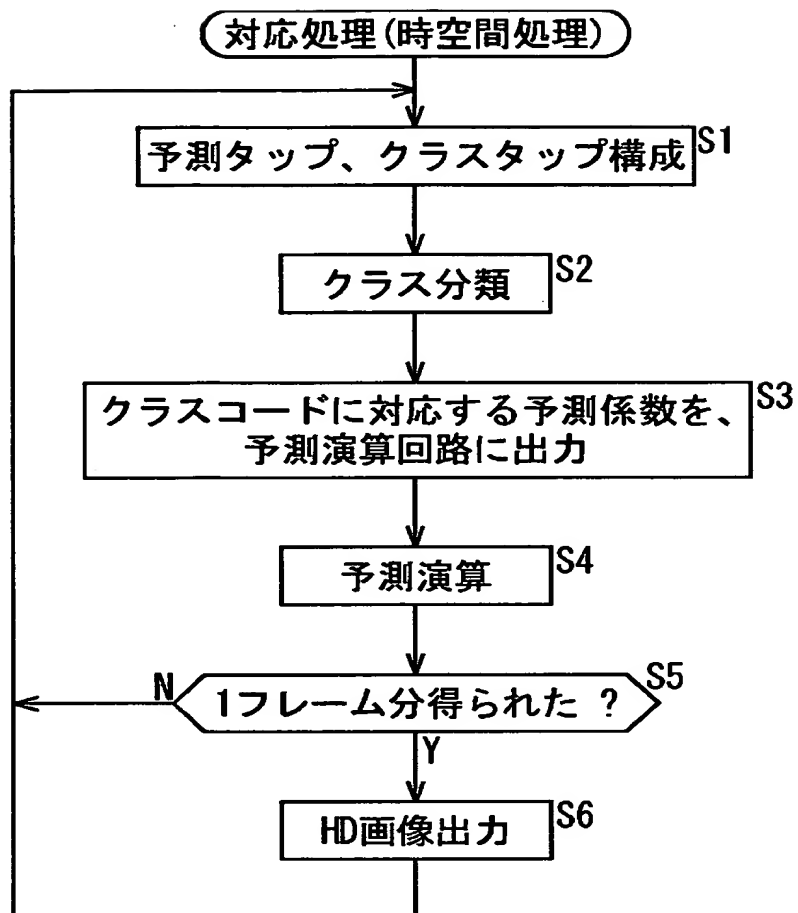 対応処理(時空間処理)
予測タップ、クラスタップ構成
S1
クラス分類
S2
クラスコードに対応する予測係数を、
予測演算回路に出力
S3
予測演算
S4
1フレーム分得られた ?
S5
N
Y
HD画像出力
S6